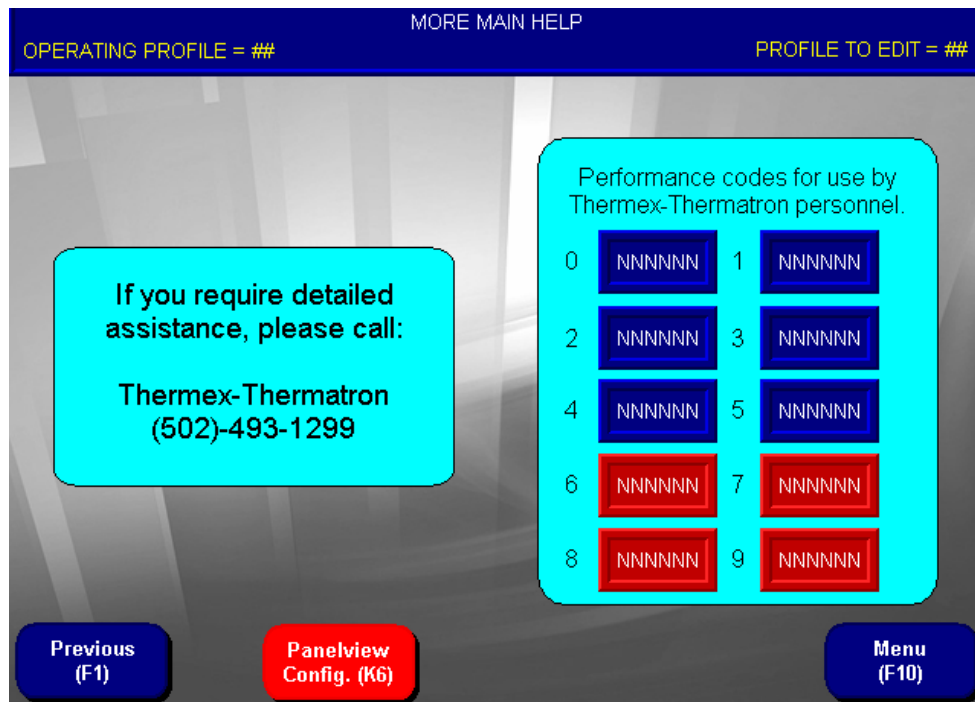 MORE MAIN HELP
OPERATING PROFILE = ##
PROFILE TO EDIT = ##
If you require detailed
assistance, please call:
Thermex-Thermatron
(502)-493-1299
Performance codes for use by
Thermex-Thermatron personnel.
0 NNNNNN 1 NNNNNN
2 NNNNNN 3 NNNNNN
4 NNNNNN 5 NNNNNN
6 NNNNNN 7 NNNNNN
8 NNNNNN 9 NNNNNN
Previous
(F1)
Panelview
Config. (K6)
Menu
(F10)